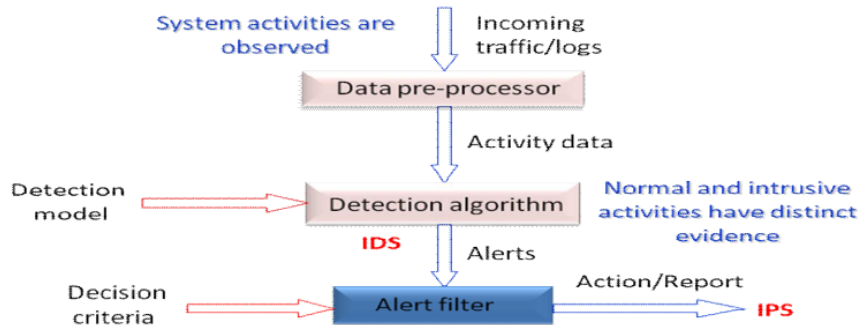 System activities are
observed
Incoming
traffic/logs
Data pre-processor
Activity data
Detection
model
Detection algorithm
Normal and intrusive
activities have distinct
evidence
IDS
Alerts
Decision
criteria
Alert filter
Action/Report
IPS